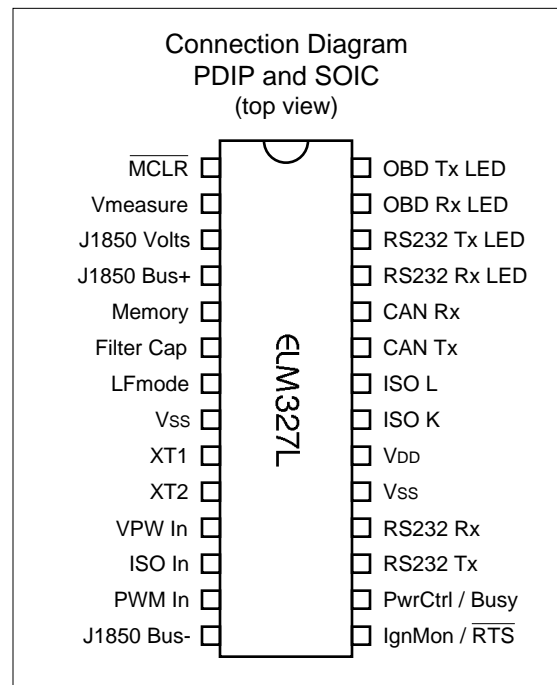 Connection Diagram
PDIP and SOIC
(top view)
MCLR
Vmeasure
J1850 Volts
J1850 Bus+
Memory
Filter Cap
LFmode
VSS
XT1
XT2
VPW In
ISO In
PWM In
J1850 Bus-
ELM327L
OBD Tx LED
OBD Rx LED
RS232 Tx LED
RS232 Rx LED
CAN Rx
CAN Tx
ISO L
ISO K
VDD
VSS
RS232 Rx
RS232 Tx
PwrCtrl / Busy
IgnMon / RTS